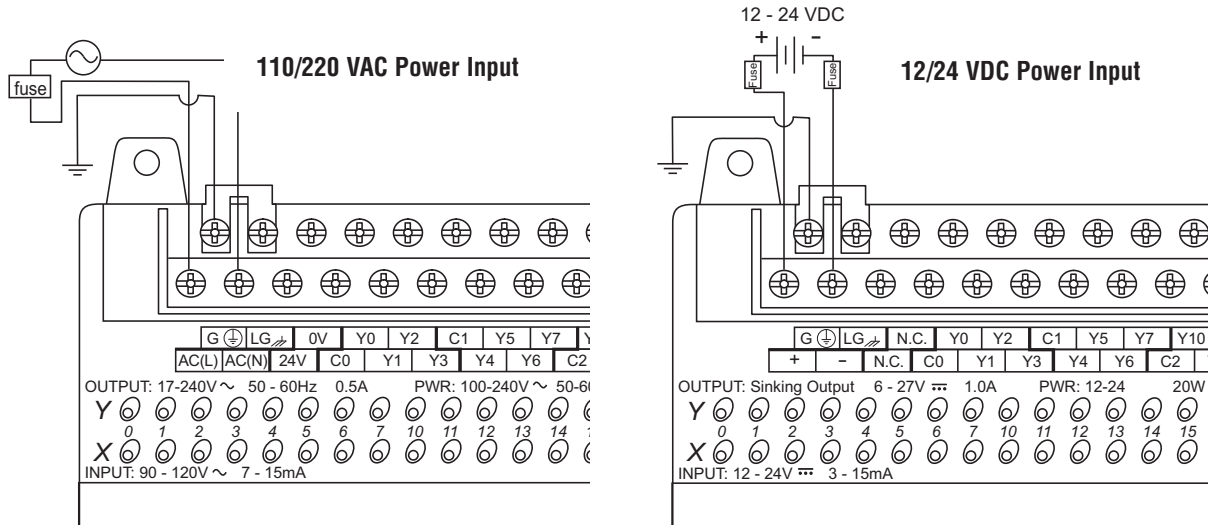 110/220 VAC Power Input
fuse
G LG 0V Y0 Y2 C1 Y5 Y7
AC(L) AC(N) 24V C0 Y1 Y3 Y4 Y6 C2
OUTPUT: 17-240V ~ 50 - 60Hz 0.5A PWR: 100-240V ~ 50-60
Y
0 1 2 3 4 5 6 7 10 11 12 13 14
X
INPUT: 90 - 120V ~ 7 - 15mA
12 - 24 VDC
+ -
Fuse Fuse
12/24 VDC Power Input
G LG N.C. Y0 Y2 C1 Y5 Y7 Y10
+ - N.C. C0 Y1 Y3 Y4 Y6 C2
OUTPUT: Sinking Output 6 - 27V ⎓ 1.0A PWR: 12-24 20W
Y
0 1 2 3 4 5 6 7 10 11 12 13 14 15
X
INPUT: 12 - 24V ⎓ 3 - 15mA